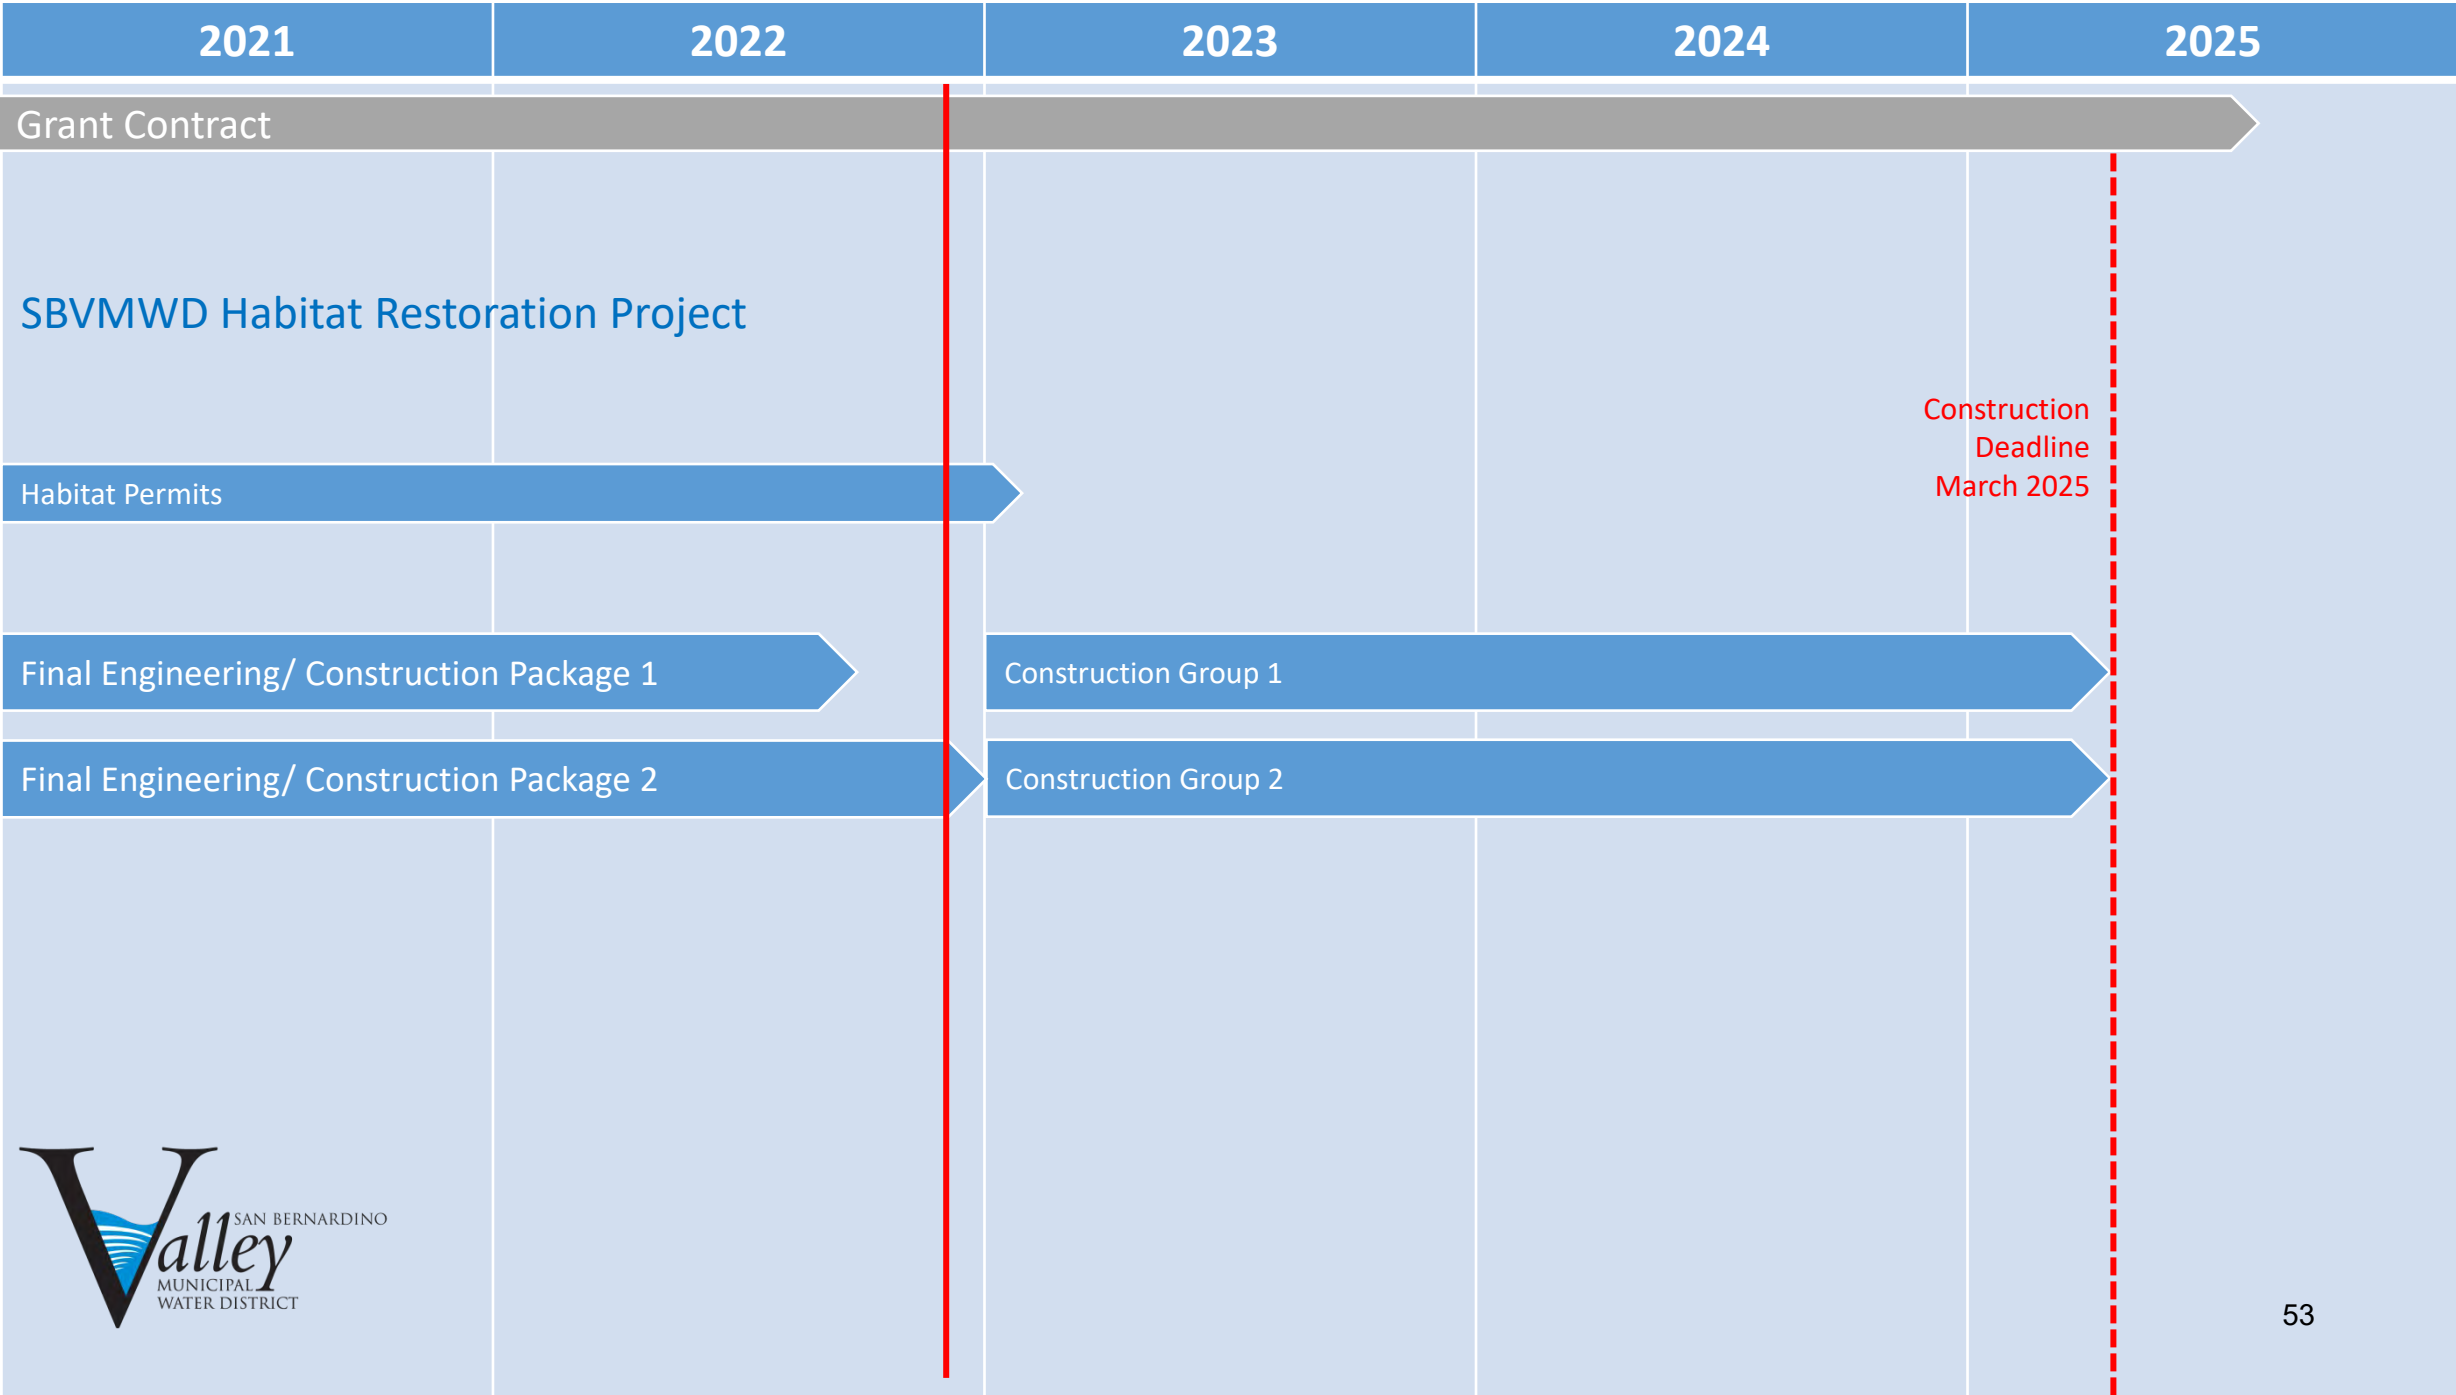 2021 2022 2023 2024 2025
Grant Contract
SBVMWD Habitat Restoration Project
Construction
Deadline
March 2025
Habitat Permits
Final Engineering/ Construction Package 1
Construction Group 1
Final Engineering/ Construction Package 2
Construction Group 2
SAN BERNARDINO
Valley
MUNICIPAL
WATER DISTRICT
53